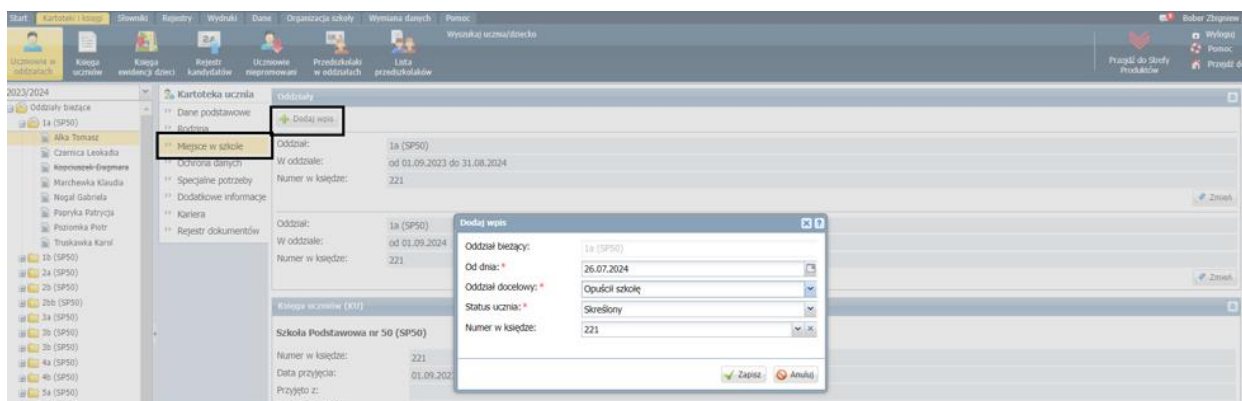 Start Kartoteki i księgi Słowniki Rejestry Wydruki Dane Organizacja szkoły Wymiana danych Pomoc
Bober Zbigniew
Uczniowie w oddziałach
Księga uczniów
Księga ewidencji dzieci
Rejestr kandydatów
Uczniowie niepromowani
Przedszkolaki w oddziałach
Lista przedszkolaków
Wyszukaj ucznia/dziecko
Przejdź do Strefy Produktów
Wyloguj
Pomoc
Przejdź d
2023/2024
Oddziały bieżące
1a (SP50)
Alka Tomasz
Czernica Leokadia
Kopciuszek Dagmara
Marchewka Klaudia
Nogal Gabriela
Papryka Patrycja
Poziomka Piotr
Truskawka Karol
1b (SP50)
2a (SP50)
2b (SP50)
2bb (SP50)
3a (SP50)
3b (SP50)
3b (SP50)
4a (SP50)
4b (SP50)
5a (SP50)
Kartoteka ucznia
Dane podstawowe
Rodzina
Miejsce w szkole
Ochrona danych
Specjalne potrzeby
Dodatkowe informacje
Kariera
Rejestr dokumentów
Oddziały
Dodaj wpis
Oddział: 1a (SP50)
W oddziale: od 01.09.2023 do 31.08.2024
Numer w księdze: 221
Zmień
Oddział: 1a (SP50)
W oddziale: od 01.09.2024
Numer w księdze: 221
Zmień
Księga uczniów (KU)
Szkoła Podstawowa nr 50 (SP50)
Numer w księdze: 221
Data przyjęcia: 01.09.202
Przyjęto z:
Dodaj wpis
Oddział bieżący: 1a (SP50)
Od dnia: * 26.07.2024
Oddział docelowy: * Opuścił szkołę
Status ucznia: * Skreślony
Numer w księdze: 221
Zapisz Anuluj